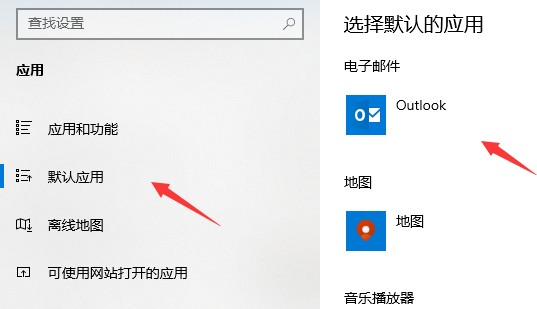 查找设置
应用
应用和功能
默认应用
离线地图
可使用网站打开的应用
选择默认的应用
电子邮件
Outlook
地图
地图
音乐播放器